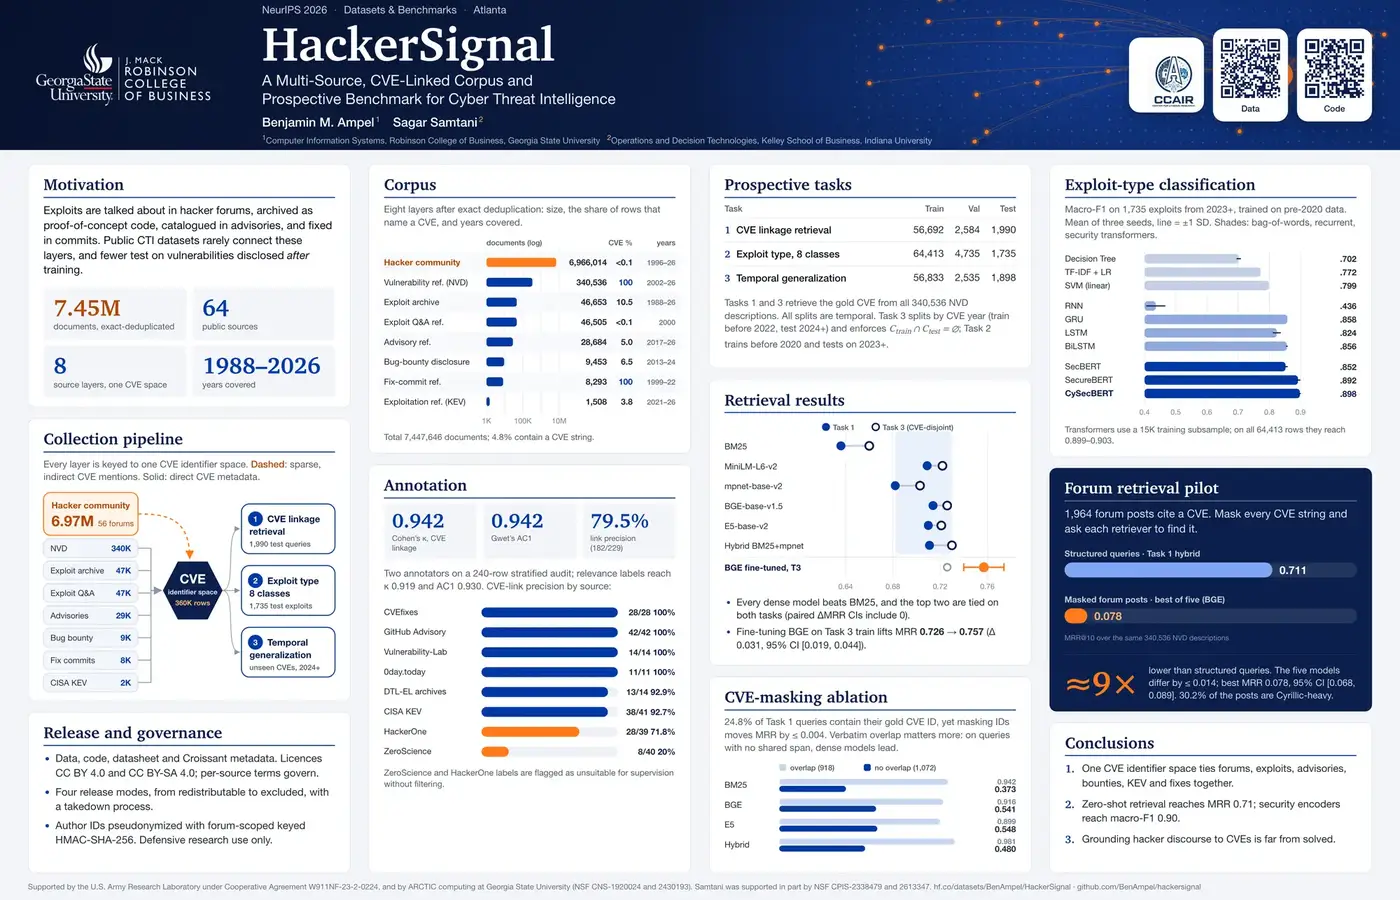 NeurIPS 2026 · Datasets & Benchmarks · Atlanta
HackerSignal
A Multi-Source, CVE-Linked Corpus and
Prospective Benchmark for Cyber Threat Intelligence
Benjamin M. Ampel¹ Sagar Samtani²
¹Computer Information Systems, Robinson College of Business, Georgia State University ²Operations and Decision Technologies, Kelley School of Business, Indiana University
GeorgiaState
University
J. MACK
ROBINSON
COLLEGE
OF BUSINESS
CCAIR
Data
Code
Motivation
Exploits are talked about in hacker forums, archived as
proof-of-concept code, catalogued in advisories, and fixed
in commits. Public CTI datasets rarely connect these
layers, and fewer test on vulnerabilities disclosed after
training.
7.45M
documents, exact-deduplicated
64
public sources
8
source layers, one CVE space
1988–2026
years covered
Collection pipeline
Every layer is keyed to one CVE identifier space. Dashed: sparse,
indirect CVE mentions. Solid: direct CVE metadata.
Hacker community
6.97M 56 forums
NVD 340K
Exploit archive 47K
Exploit Q&A 47K
Advisories 29K
Bug bounty 9K
Fix commits 8K
CISA KEV 2K
CVE
identifier space
360K rows
1 CVE linkage
retrieval
1,990 test queries
2 Exploit type
8 classes
1,735 test exploits
3 Temporal
generalization
unseen CVEs, 2024+
Release and governance
• Data, code, datasheet and Croissant metadata. Licences
CC BY 4.0 and CC BY-SA 4.0; per-source terms govern.
• Four release modes, from redistributable to excluded, with
a takedown process.
• Author IDs pseudonymized with forum-scoped keyed
HMAC-SHA-256. Defensive research use only.
Corpus
Eight layers after exact deduplication: size, the share of rows that
name a CVE, and years covered.
documents (log) CVE % years
Hacker community 6,966,014 <0.1 1996–26
Vulnerability ref. (NVD) 340,536 100 2002–26
Exploit archive 46,653 10.5 1988–26
Exploit Q&A ref. 46,505 <0.1 2000
Advisory ref. 28,684 5.0 2017–26
Bug-bounty disclosure 9,453 6.5 2013–24
Fix-commit ref. 8,293 100 1999–22
Exploitation ref. (KEV) 1,508 3.8 2021–26
1K 100K 10M
Total 7,447,646 documents; 4.8% contain a CVE string.
Annotation
0.942
Cohen's κ, CVE
linkage
0.942
Gwet's AC1
79.5%
link precision
(182/229)
Two annotators on a 240-row stratified audit; relevance labels reach
κ 0.919 and AC1 0.930. CVE-link precision by source:
CVEfixes 28/28 100%
GitHub Advisory 42/42 100%
Vulnerability-Lab 14/14 100%
0day.today 11/11 100%
DTL-EL archives 13/14 92.9%
CISA KEV 38/41 92.7%
HackerOne 28/39 71.8%
ZeroScience 8/40 20%
ZeroScience and HackerOne labels are flagged as unsuitable for supervision
without filtering.
Prospective tasks
Task Train Val Test
1 CVE linkage retrieval 56,692 2,584 1,990
2 Exploit type, 8 classes 64,413 4,735 1,735
3 Temporal generalization 56,833 2,535 1,898
Tasks 1 and 3 retrieve the gold CVE from all 340,536 NVD
descriptions. All splits are temporal. Task 3 splits by CVE year (train
before 2022, test 2024+) and enforces C_train ∩ C_test = ∅; Task 2
trains before 2020 and tests on 2023+.
Retrieval results
Task 1 Task 3 (CVE-disjoint)
BM25
MiniLM-L6-v2
mpnet-base-v2
BGE-base-v1.5
E5-base-v2
Hybrid BM25+mpnet
BGE fine-tuned, T3
0.64 0.68 0.72 0.76
• Every dense model beats BM25, and the top two are tied on
both tasks (paired ΔMRR CIs include 0).
• Fine-tuning BGE on Task 3 train lifts MRR 0.726 → 0.757 (Δ
0.031, 95% CI [0.019, 0.044]).
CVE-masking ablation
24.8% of Task 1 queries contain their gold CVE ID, yet masking IDs
moves MRR by ≤ 0.004. Verbatim overlap matters more: on queries
with no shared span, dense models lead.
overlap (918) no overlap (1,072)
BM25 0.942
0.373
BGE 0.916
0.541
E5 0.899
0.548
Hybrid 0.981
0.480
Exploit-type classification
Macro-F1 on 1,735 exploits from 2023+, trained on pre-2020 data.
Mean of three seeds, line = ±1 SD. Shades: bag-of-words, recurrent,
security transformers.
Decision Tree .702
TF-IDF + LR .772
SVM (linear) .799
RNN .436
GRU .858
LSTM .824
BiLSTM .856
SecBERT .852
SecureBERT .892
CySecBERT .898
0.4 0.5 0.6 0.7 0.8 0.9
Transformers use a 15K training subsample; on all 64,413 rows they reach
0.899–0.903.
Forum retrieval pilot
1,964 forum posts cite a CVE. Mask every CVE string and
ask each retriever to find it.
Structured queries · Task 1 hybrid
0.711
Masked forum posts · best of five (BGE)
0.078
MRR@10 over the same 340,536 NVD descriptions
≈9×
lower than structured queries. The five models
differ by ≤ 0.014; best MRR 0.078, 95% CI [0.068,
0.089]. 30.2% of the posts are Cyrillic-heavy.
Conclusions
1. One CVE identifier space ties forums, exploits, advisories,
bounties, KEV and fixes together.
2. Zero-shot retrieval reaches MRR 0.71; security encoders
reach macro-F1 0.90.
3. Grounding hacker discourse to CVEs is far from solved.
Supported by the U.S. Army Research Laboratory under Cooperative Agreement W911NF-23-2-0224, and by ARCTIC computing at Georgia State University (NSF CNS-1920024 and 2430193). Samtani was supported in part by NSF CPIS-2338479 and 2613347. hf.co/datasets/BenAmpel/HackerSignal · github.com/BenAmpel/hackersignal